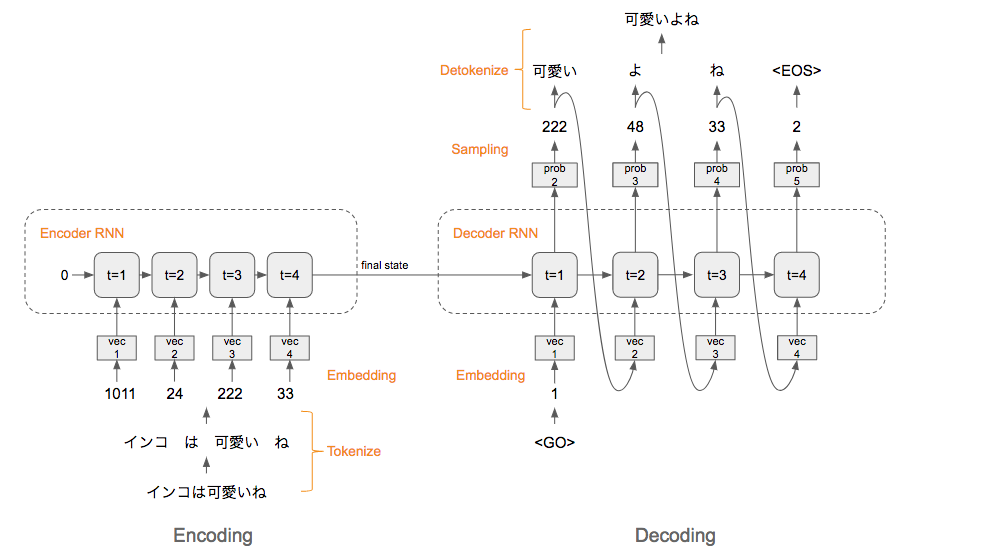 可愛いよね
Detokenize
可愛い よ ね <EOS>
222 48 33 2
Sampling
prob 2
prob 3
prob 4
prob 5
Encoder RNN
0 t=1 t=2 t=3 t=4
final state
Decoder RNN
t=1 t=2 t=3 t=4
vec 1
vec 2
vec 3
vec 4
Embedding
1011 24 222 33
インコ は 可愛い ね
Tokenize
インコは可愛いね
Encoding
vec 1
vec 2
vec 3
vec 4
Embedding
1
<GO>
Decoding